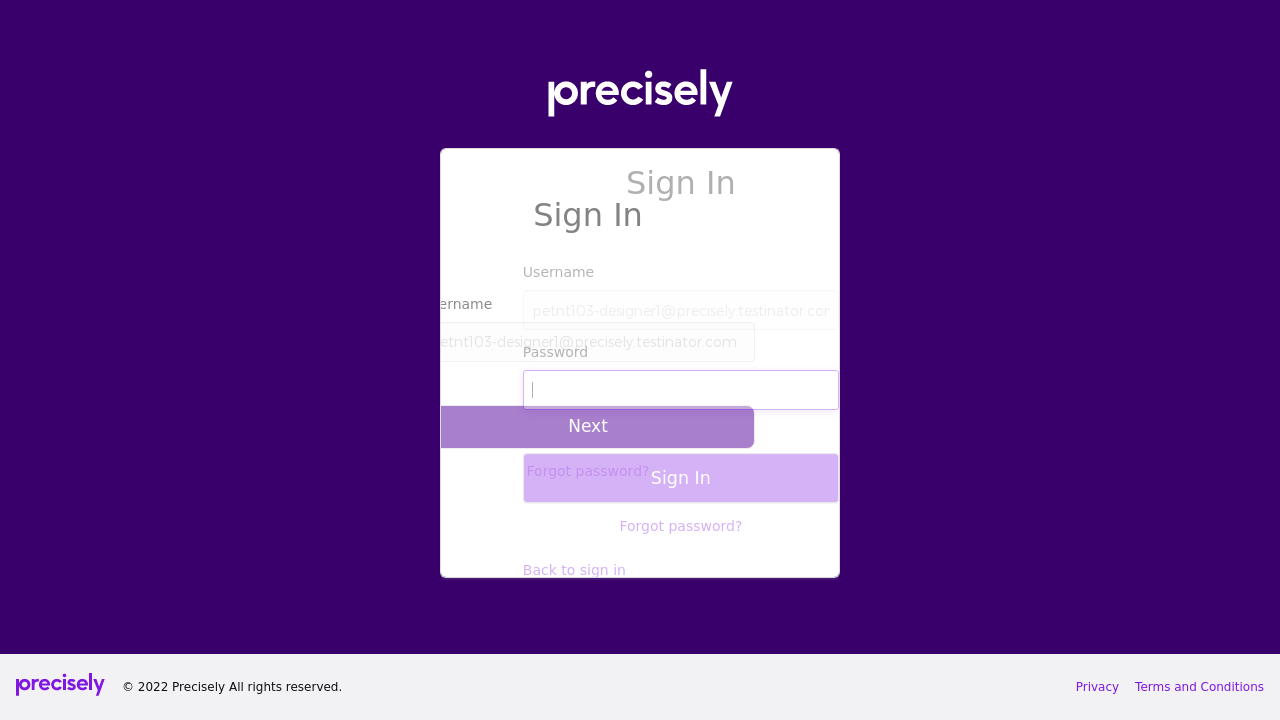 precisely
Sign In
Sign In
Username
ername
petnt103-designer1@precisely.testinator.com
etnt103-designer1@precisely.testinator.com
Password
Next
Forgot password?
Sign In
Forgot password?
Back to sign in
precisely © 2022 Precisely All rights reserved. Privacy Terms and Conditions